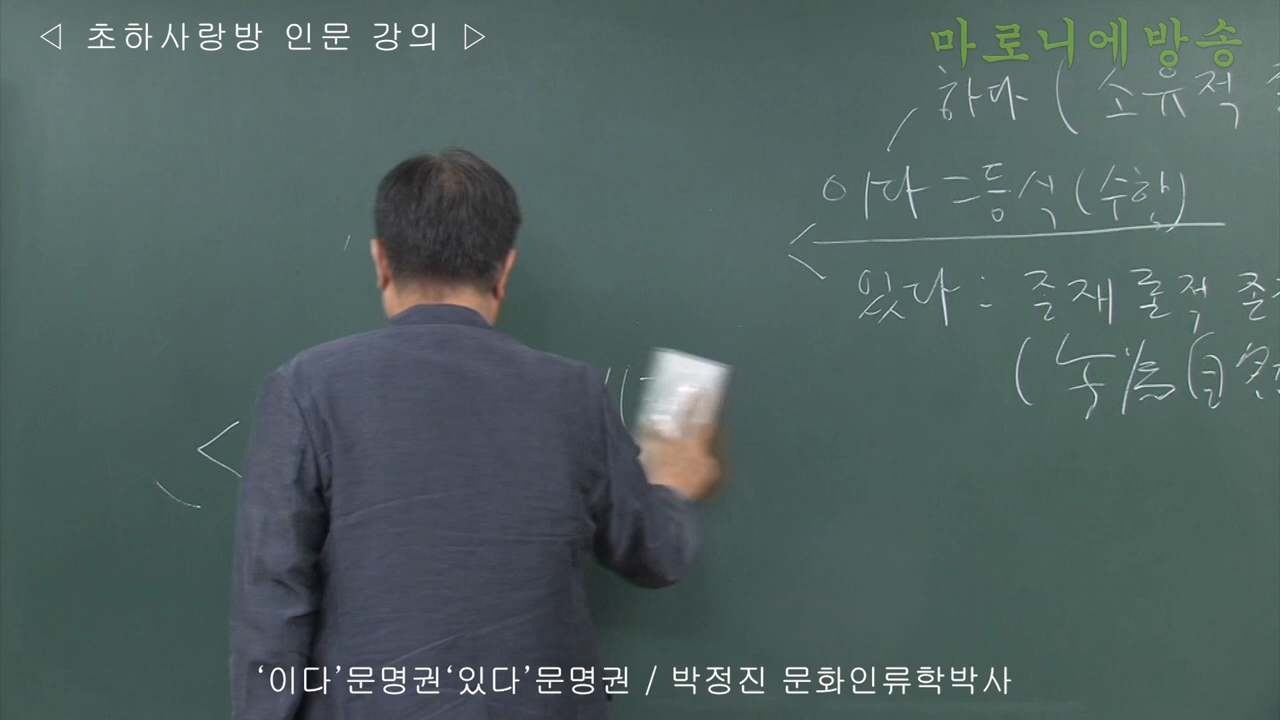 ◁ 초하사랑방 인문 강의 ▷
마로니에방송
하다 ( 소유적
이다 = 등식 (수학)
있다 : 존재론적 존
自然
‘이다’문명권‘있다’문명권 / 박정진 문화인류학박사